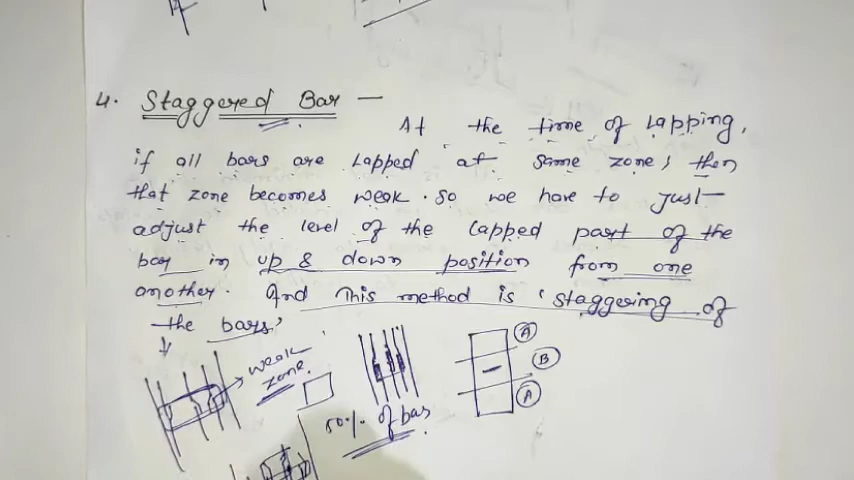 4. Staggered Bar —
At the time of Lapping,
if all bars are Lapped at same zone, then
that zone becomes weak. so we have to just
adjust the level of the lapped part of the
bar in up & down position from one
another. And This method is 'staggering of
the bars'
weak
zone.
50% of bar
A
B
A